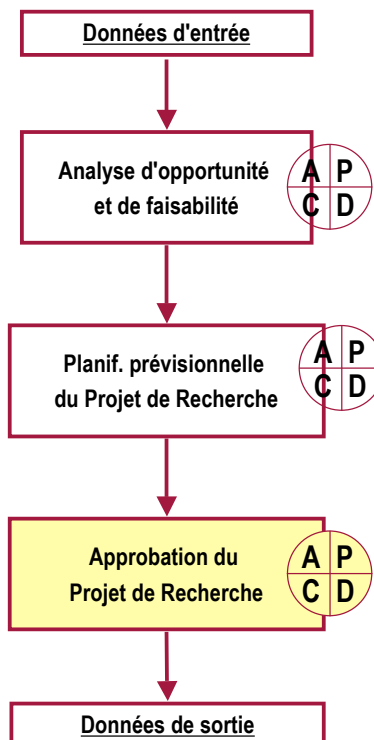 Données d'entrée
Analyse d'opportunité
et de faisabilité
A P
C D
Planif. prévisionnelle
du Projet de Recherche
A P
C D
Approbation du
Projet de Recherche
A P
C D
Données de sortie